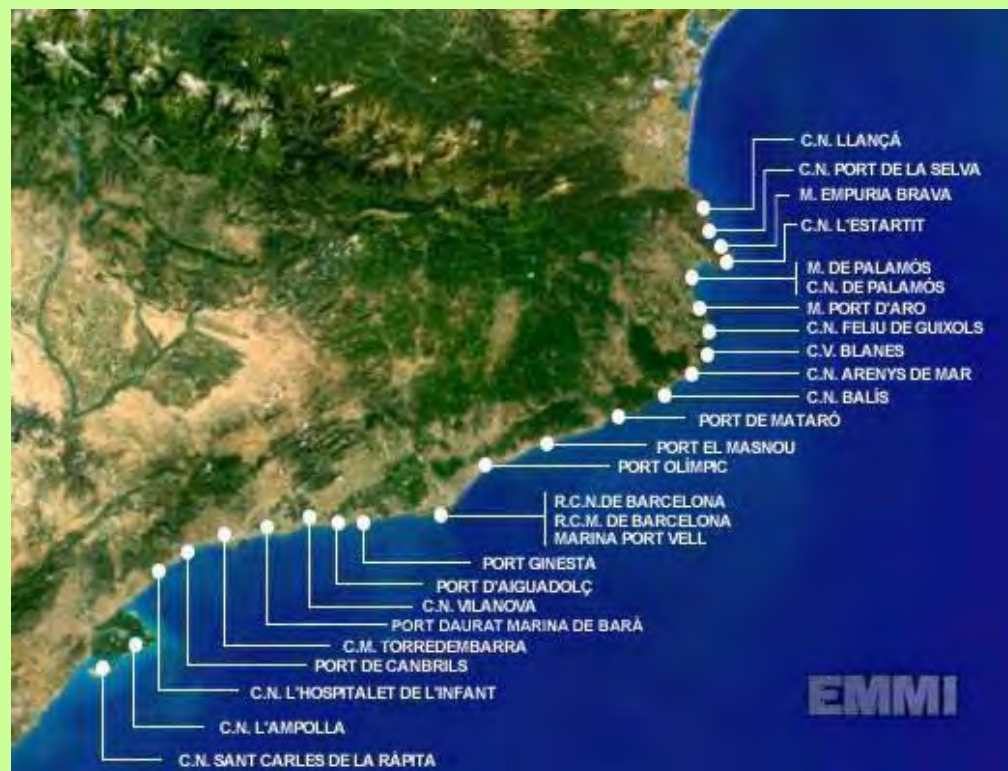 C.N. LLANÇÁ
C.N. PORT DE LA SELVA
M. EMPURIA BRAVA
C.N. L'ESTARTIT
M. DE PALAMÓS
C.N. DE PALAMÓS
M. PORT D'ARO
C.N. FELIU DE GUIXOLS
C.V. BLANES
C.N. ARENYS DE MAR
C.N. BALÍS
PORT DE MATARÓ
PORT EL MASNOU
PORT OLÍMPIC
R.C.N.DE BARCELONA
R.C.M. DE BARCELONA
MARINA PORT VELL
PORT GINESTA
PORT D'AIGUADOLÇ
C.N. VILANOVA
PORT DAURAT MARINA DE BARÀ
C.M. TORREDEMBARRA
PORT DE CANBRILS
C.N. L'HOSPITALET DE L'INFANT
C.N. L'AMPOLLA
C.N. SANT CARLES DE LA RÀPITA
EMMI